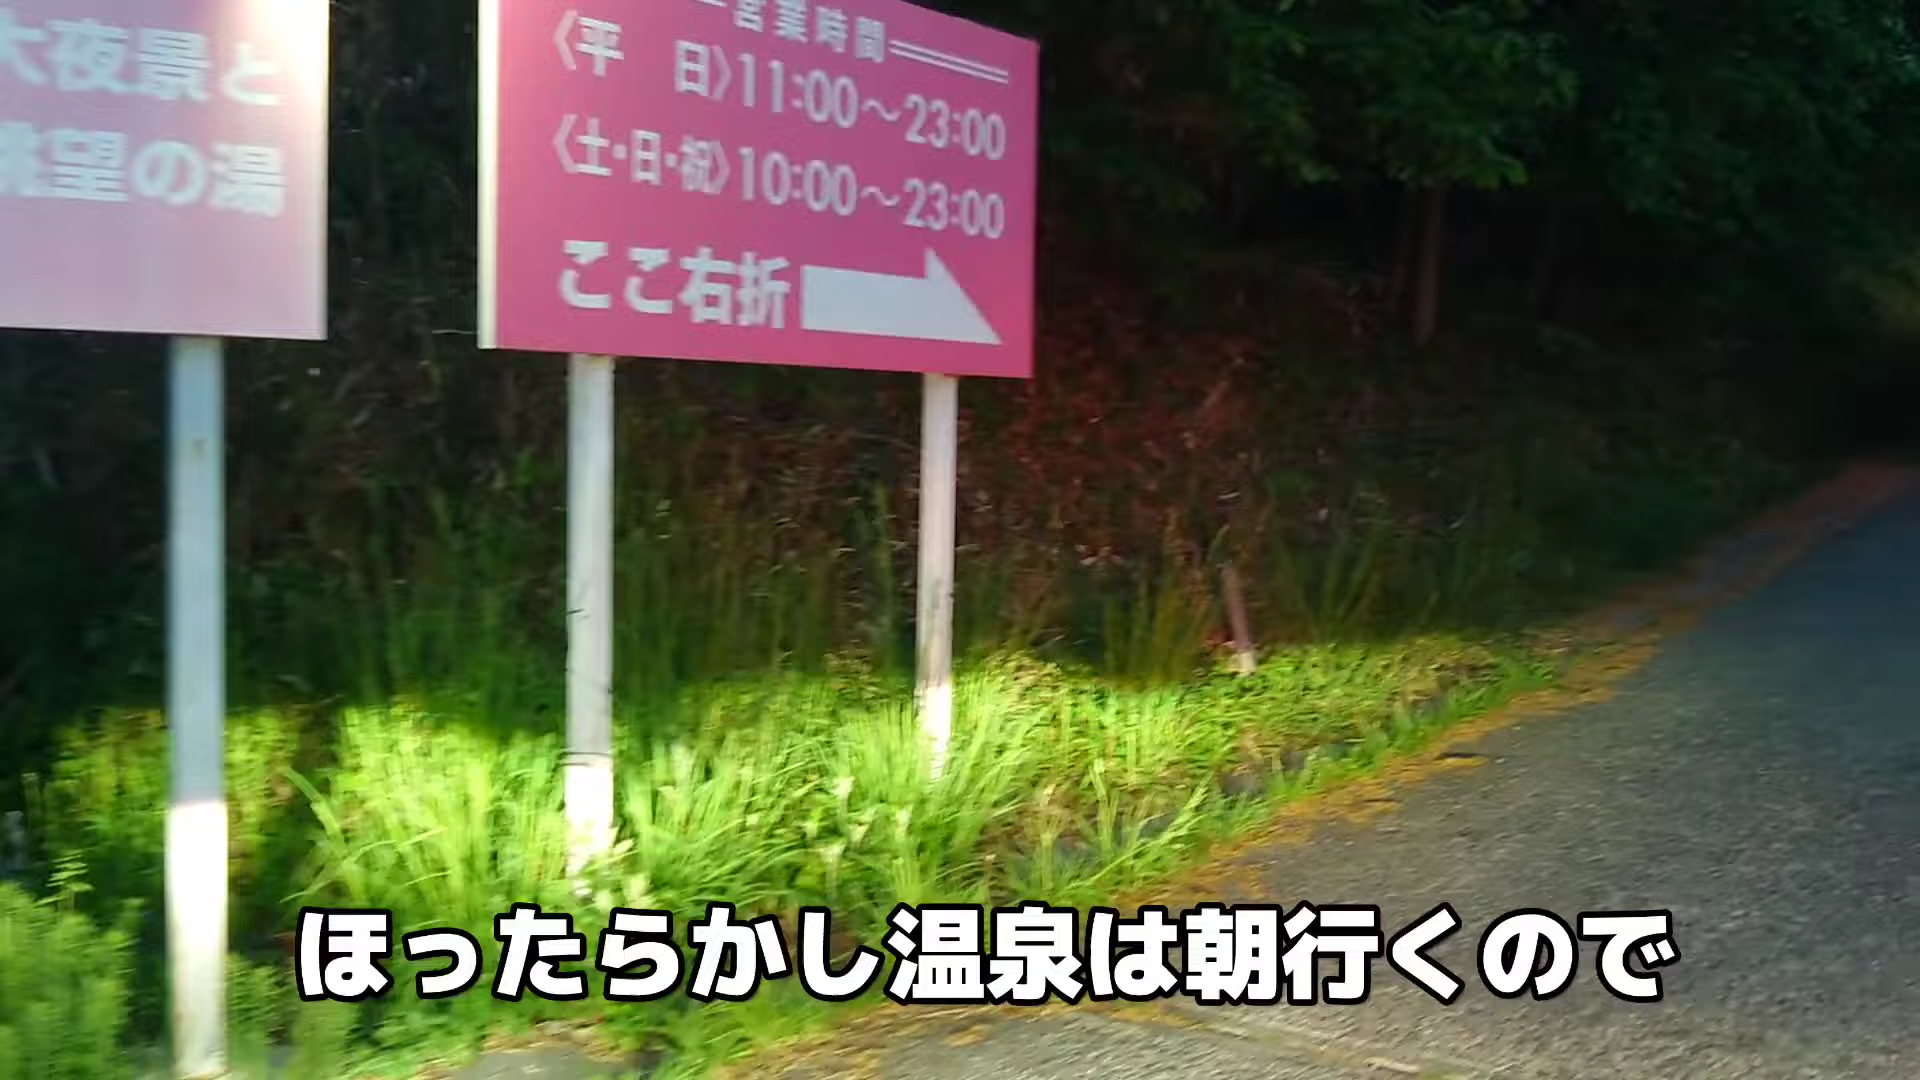 大夜景と
眺望の湯
営業時間
〈平　日〉11:00～23:00
〈土・日・祝〉10:00～23:00
ここ右折
ほったらかし温泉は朝行くので